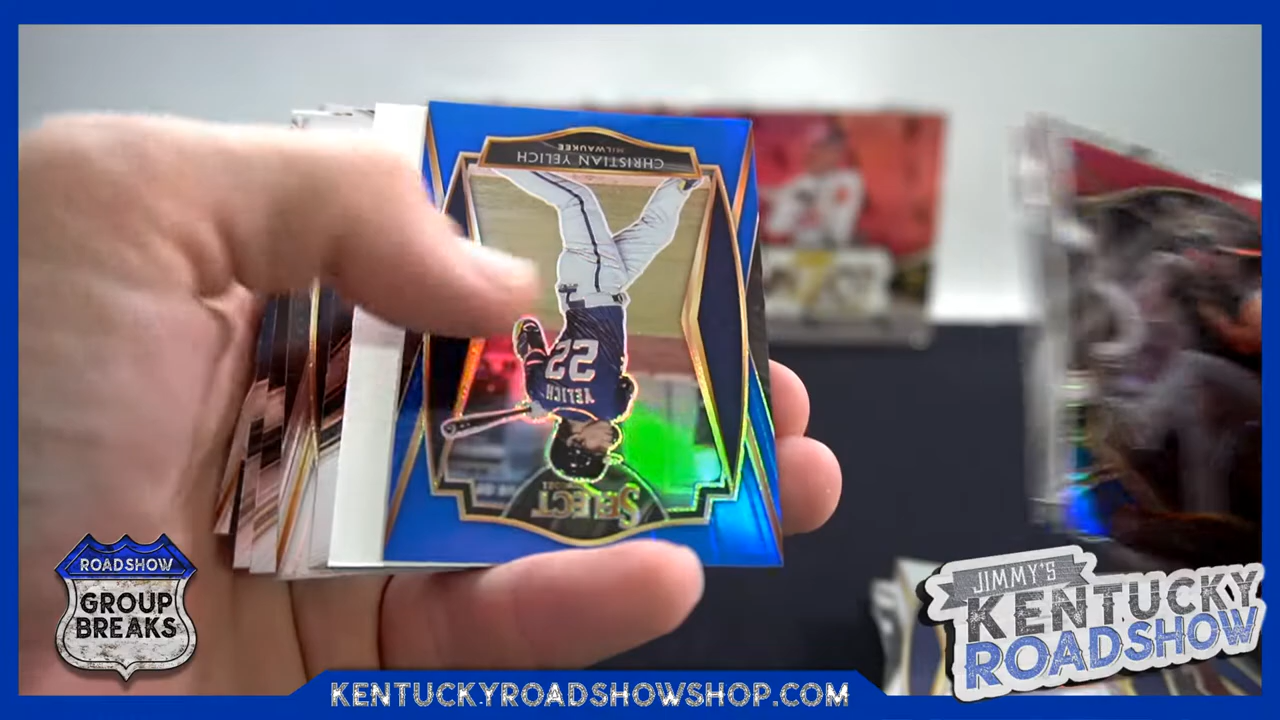 CHRISTIAN YELICH
MILWAUKEE
22
YELICH
SELECT
ROADSHOW
GROUP
BREAKS
JIMMY'S
KENTUCKY
ROADSHOW
KENTUCKYROADSHOWSHOP.COM